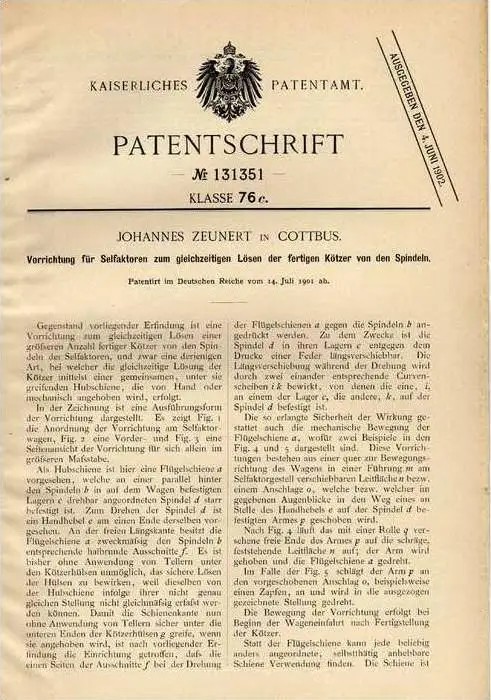 KAISERLICHES PATENTAMT.
AUSGEGEBEN DEN 4. JUNI 1902.
PATENTSCHRIFT
— № 131351 —
KLASSE 76 c.
JOHANNES ZEUNERT IN COTTBUS.
Vorrichtung für Selfaktoren zum gleichzeitigen Lösen der fertigen Kötzer von den Spindeln.
Patentirt im Deutschen Reiche vom 14. Juli 1901 ab.
Gegenstand vorliegender Erfindung ist eine
Vorrichtung zum gleichzeitigen Lösen einer
größeren Anzahl fertiger Kötzer von den Spin-
deln der Selfaktoren, und zwar eine derjenigen
Art, bei welcher die gleichzeitige Lösung der
Kötzer mittelst einer gemeinsamen, unter sie
greifenden Hubschiene, die von Hand oder
mechanisch angehoben wird, erfolgt.
In der Zeichnung ist eine Ausführungsform
der Vorrichtung dargestellt. Es zeigt Fig. 1
die Anordnung der Vorrichtung am Selfaktor-
wagen, Fig. 2 eine Vorder- und Fig. 3 eine
Seitenansicht der Vorrichtung für sich allein im
größeren Maßstabe.
Als Hubschiene ist hier eine Flügelschiene a
vorgesehen, welche an einer parallel hinter
den Spindeln b in auf dem Wagen befestigten
Lagern c drehbar angeordneten Spindel d starr
befestigt ist. Zum Drehen der Spindel d ist
ein Handhebel e am einen Ende derselben vor-
gesehen. An der freien Längskante besitzt die
Flügelschiene a zweckmäßig den Spindeln b
entsprechende halbrunde Ausschnitte f. Es ist
bisher ohne Anwendung von Tellern unter
den Kötzerhülsen unmöglich, das sichere Lösen
der Hülsen zu bewirken, weil dieselben von
der Hubschiene infolge ihrer nicht genau
gleichen Stellung nicht gleichmäßig erfaßt wer-
den können. Damit die Schienenkante nun
ohne Anwendung von Tellern sicher unter die
unteren Enden der Kötzerhülsen g greife, wenn
sie angehoben wird, ist nach vorliegender Er-
findung die Einrichtung getroffen, daß die
einen Seiten der Ausschnitte f bei der Drehung
der Flügelschienen a gegen die Spindeln b an-
gedrückt werden. Zu dem Zwecke ist die
Spindel d in ihren Lagern c entgegen dem
Drucke einer Feder längsverschiebbar. Die
Längsverschiebung während der Drehung wird
durch zwei einander entsprechende Curven-
scheiben i k bewirkt, von denen die eine, i,
an einem der Lager c, die andere, k, auf der
Spindel d befestigt ist.
Die so erlangte Sicherheit der Wirkung ge-
stattet auch die mechanische Bewegung der
Flügelschiene a, wofür zwei Beispiele in den
Fig. 4 und 5 dargestellt sind. Diese Vorrich-
tungen bestehen aus einer quer zur Bewegungs-
richtung des Wagens in einer Führung m am
Selfaktorgestell verschiebbaren Leitfläche n bezw.
einem Anschlag o, welche bezw. welcher im
gegebenen Augenblicke in den Weg eines an
Stelle des Handhebels e auf der Spindel d be-
festigten Armes p geschoben wird.
Nach Fig. 4 läuft das mit einer Rolle q ver-
sehene freie Ende des Armes p auf die schräge,
feststehende Leitfläche n auf; der Arm wird
gehoben und die Flügelschiene a gedreht.
Im Falle der Fig. 5 schlägt der Arm p an
den vorgeschobenen Anschlag o, beispielsweise
einen Zapfen, an und wird in die ausgezogen
gezeichnete Stellung gedreht.
Die Bewegung der Vorrichtung erfolgt bei
Beginn der Wageneinfahrt nach Fertigstellung
der Kötzer.
Statt der Flügelschiene kann jede beliebig
anders angeordnete, selbstthätig anhebbare
Schiene Verwendung finden. Die Schiene ist